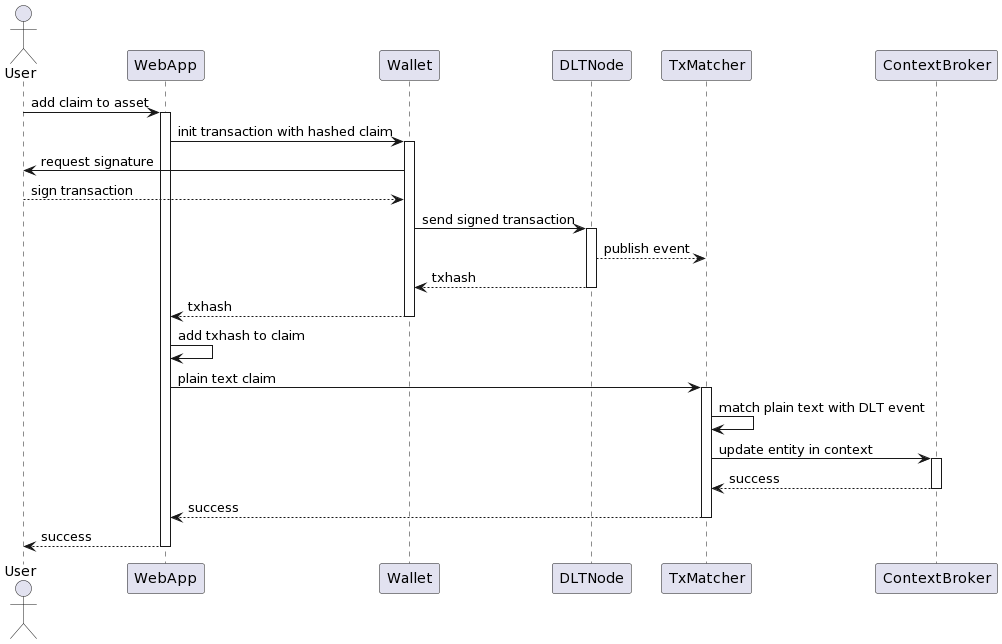 User
WebApp
Wallet
DLTNode
TxMatcher
ContextBroker
add claim to asset
init transaction with hashed claim
request signature
sign transaction
send signed transaction
publish event
txhash
txhash
add txhash to claim
plain text claim
match plain text with DLT event
update entity in context
success
success
success
User
WebApp
Wallet
DLTNode
TxMatcher
ContextBroker